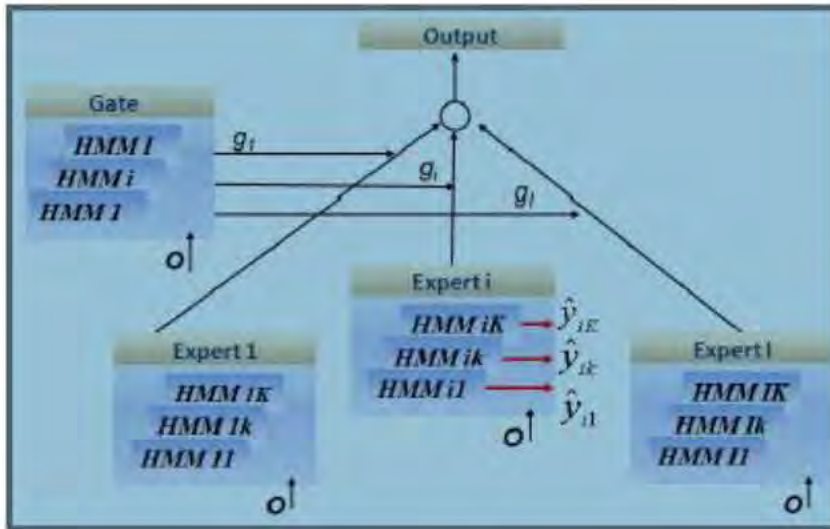 Output
Gate
HMM I
HMM i
HMM 1
g1
gi
gI
O
Expert i
HMM iK
HMM ik
HMM i1
ŷiK
ŷik
ŷi1
O
Expert 1
HMM 1K
HMM 1k
HMM 11
O
Expert I
HMM IK
HMM Ik
HMM I1
O